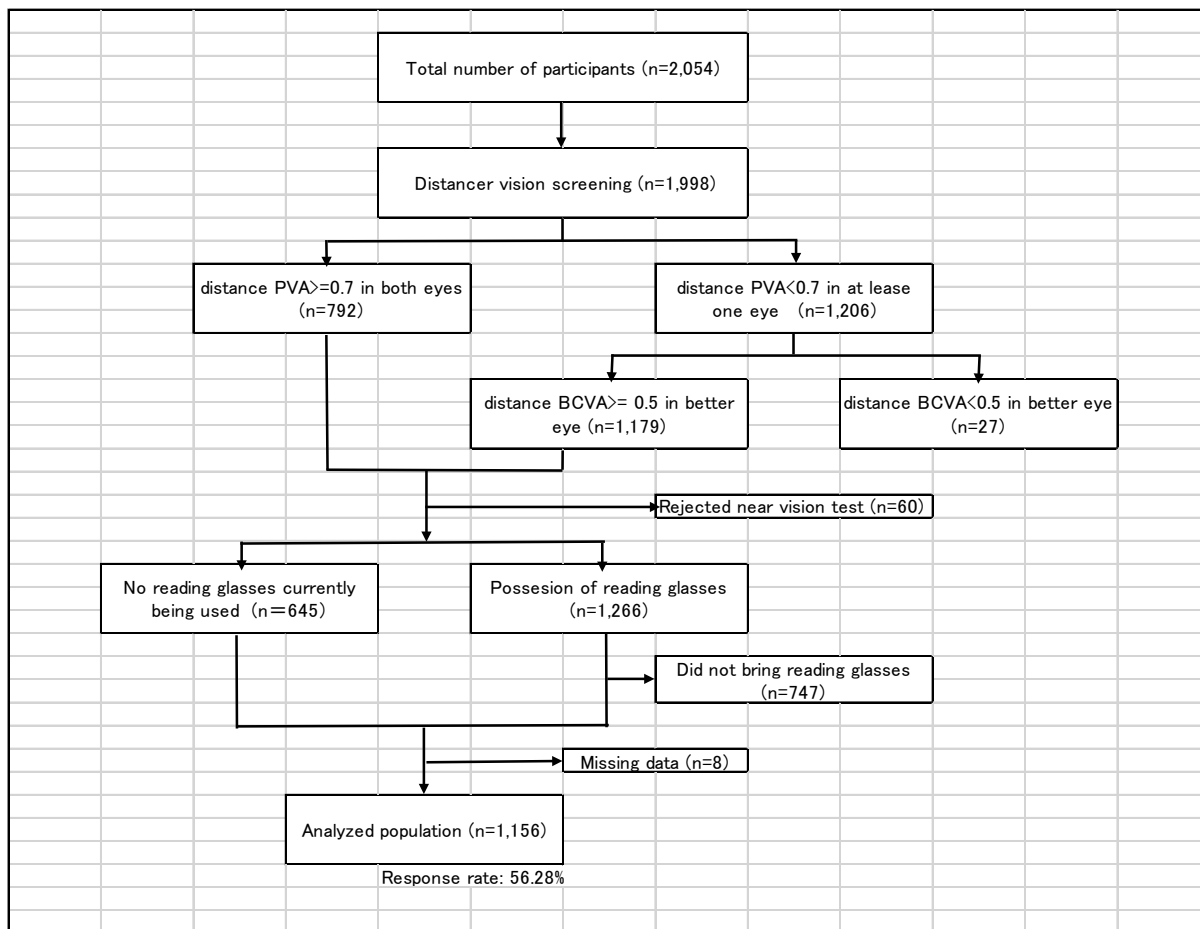 Total number of participants (n=2,054)
Distancer vision screening (n=1,998)
distance PVA>=0.7 in both eyes
(n=792)
distance PVA<0.7 in at lease
one eye (n=1,206)
distance BCVA>= 0.5 in better
eye (n=1,179)
distance BCVA<0.5 in better eye
(n=27)
Rejected near vision test (n=60)
No reading glasses currently
being used (n=645)
Possesion of reading glasses
(n=1,266)
Did not bring reading glasses
(n=747)
Missing data (n=8)
Analyzed population (n=1,156)
Response rate: 56.28%